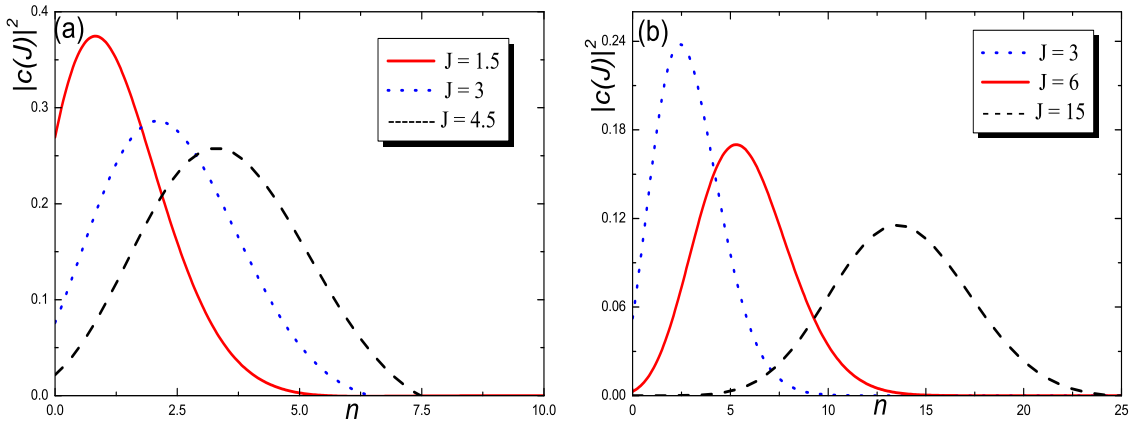 (a)
|c(J)|²
0.4
0.3
0.2
0.1
0.0
J = 1.5
J = 3
J = 4.5
0.0 2.5 5.0 7.5 10.0
n
(b)
|c(J)|²
0.24
0.18
0.12
0.06
0.00
J = 3
J = 6
J = 15
0 5 10 15 20 25
n